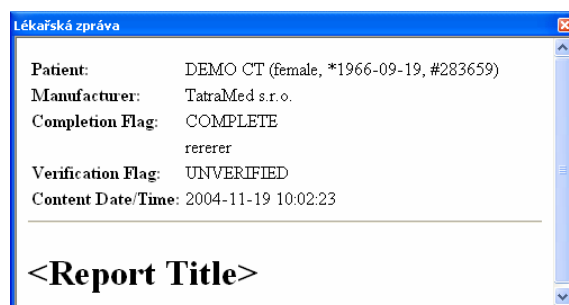 Lékařská zpráva
Patient: DEMO CT (female, *1966-09-19, #283659)
Manufacturer: TatraMed s.r.o.
Completion Flag: COMPLETE
rererer
Verification Flag: UNVERIFIED
Content Date/Time: 2004-11-19 10:02:23
<Report Title>